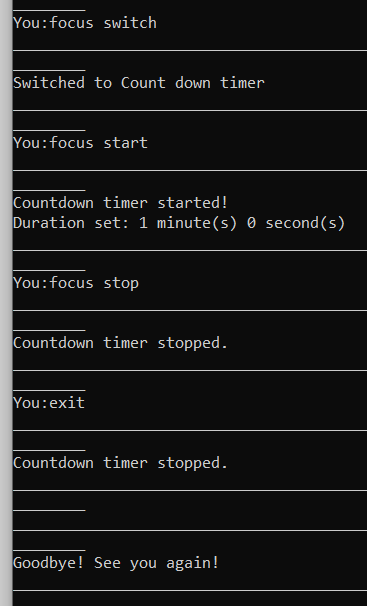 You:focus switch
Switched to Count down timer
You:focus start
Countdown timer started!
Duration set: 1 minute(s) 0 second(s)
You:focus stop
Countdown timer stopped.
You:exit
Countdown timer stopped.
Goodbye! See you again!